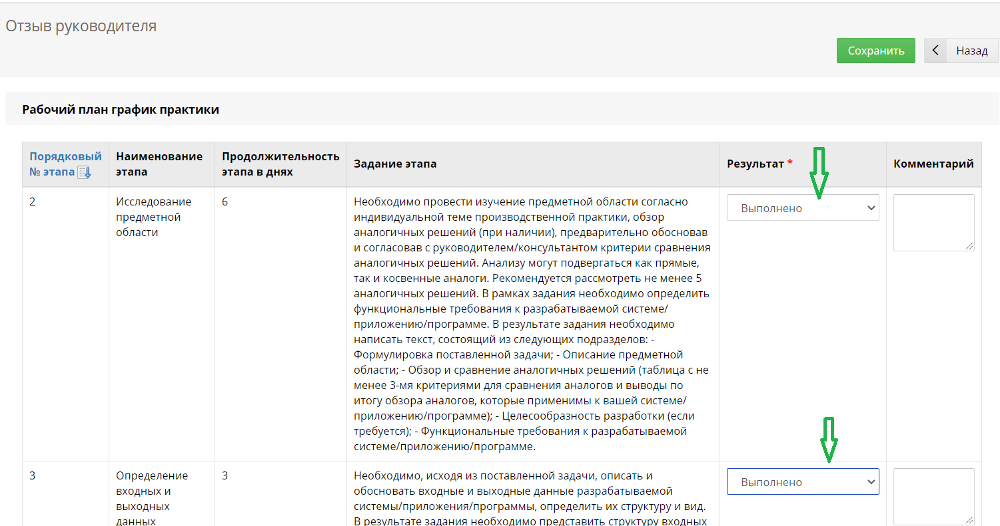 Отзыв руководителя
Сохранить
Назад
Рабочий план график практики
Порядковый № этапа
Наименование этапа
Продолжительность этапа в днях
Задание этапа
Результат *
Комментарий
2
Исследование
предметной
области
6
Необходимо провести изучение предметной области согласно
индивидуальной теме производственной практики, обзор
аналогичных решений (при наличии), предварительно обосновав
и согласовав с руководителем/консультантом критерии сравнения
аналогичных решений. Анализу могут подвергаться как прямые,
так и косвенные аналоги. Рекомендуется рассмотреть не менее 5
аналогичных решений. В рамках задания необходимо определить
функциональные требования к разрабатываемой системе/
приложению/программе. В результате задания необходимо
написать текст, состоящий из следующих подразделов: -
Формулировка поставленной задачи; - Описание предметной
области; - Обзор и сравнение аналогичных решений (таблица с не
менее 3-мя критериями для сравнения аналогов и выводы по
итогу обзора аналогов, которые применимы к вашей системе/
приложению/программе); - Целесообразность разработки (если
требуется); - Функциональные требования к разрабатываемой
системе/приложению/программе.
Выполнено
3
Определение
входных и
выходных
данных
3
Необходимо, исходя из поставленной задачи, описать и
обосновать входные и выходные данные разрабатываемой
системы/приложения/программы, определить их структуру и вид.
В результате задания необходимо представить структуру входных
Выполнено